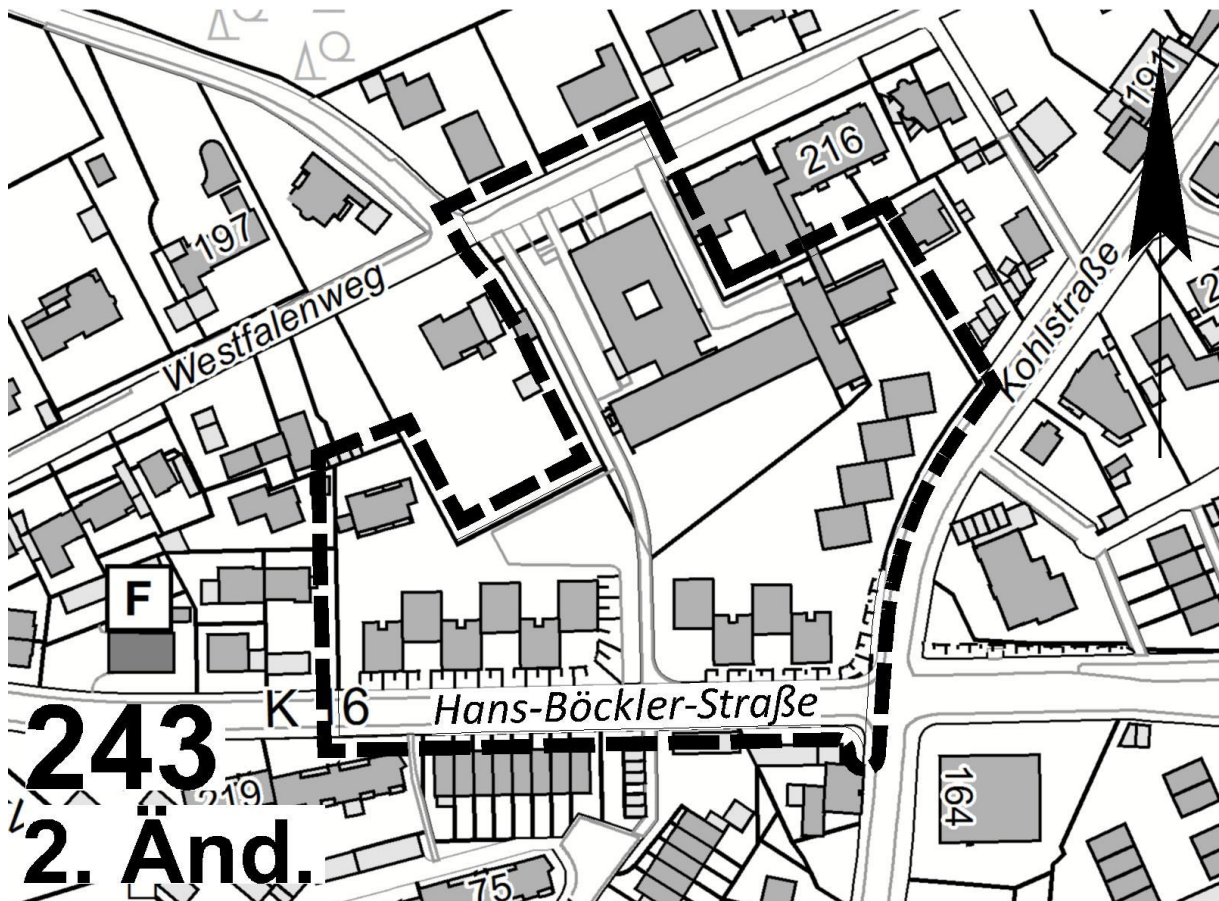 191
216
197
Westfalenweg
Kohlstraße
F
K 16
Hans-Böckler-Straße
243
219
2. Änd.
164
75